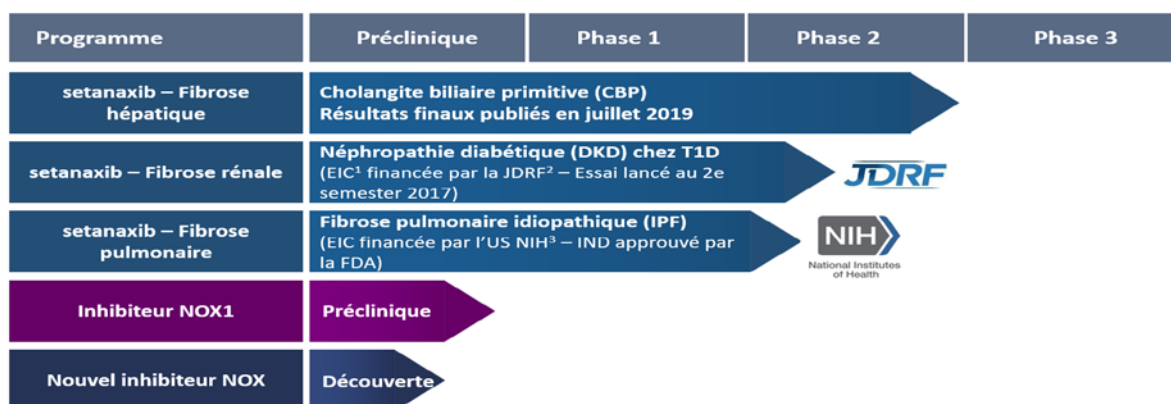 Programme
Préclinique
Phase 1
Phase 2
Phase 3
setanaxib – Fibrose
hépatique
Cholangite biliaire primitive (CBP)
Résultats finaux publiés en juillet 2019
setanaxib – Fibrose rénale
Néphropathie diabétique (DKD) chez T1D
(EIC¹ financée par la JDRF² – Essai lancé au 2e
semester 2017)
JDRF
setanaxib – Fibrose
pulmonaire
Fibrose pulmonaire idiopathique (IPF)
(EIC financée par l'US NIH³ – IND approuvé par
la FDA)
NIH
National Institutes
of Health
Inhibiteur NOX1
Préclinique
Nouvel inhibiteur NOX
Découverte